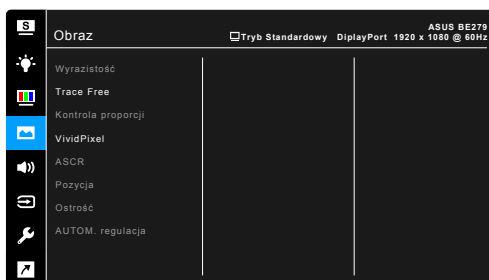 S
ASUS BE279
Obraz
Tryb Standardowy DiplayPort 1920 x 1080 @ 60Hz
Wyrazistość
Trace Free
Kontrola proporcji
VividPixel
ASCR
Pozycja
Ostrość
AUTOM. regulacja